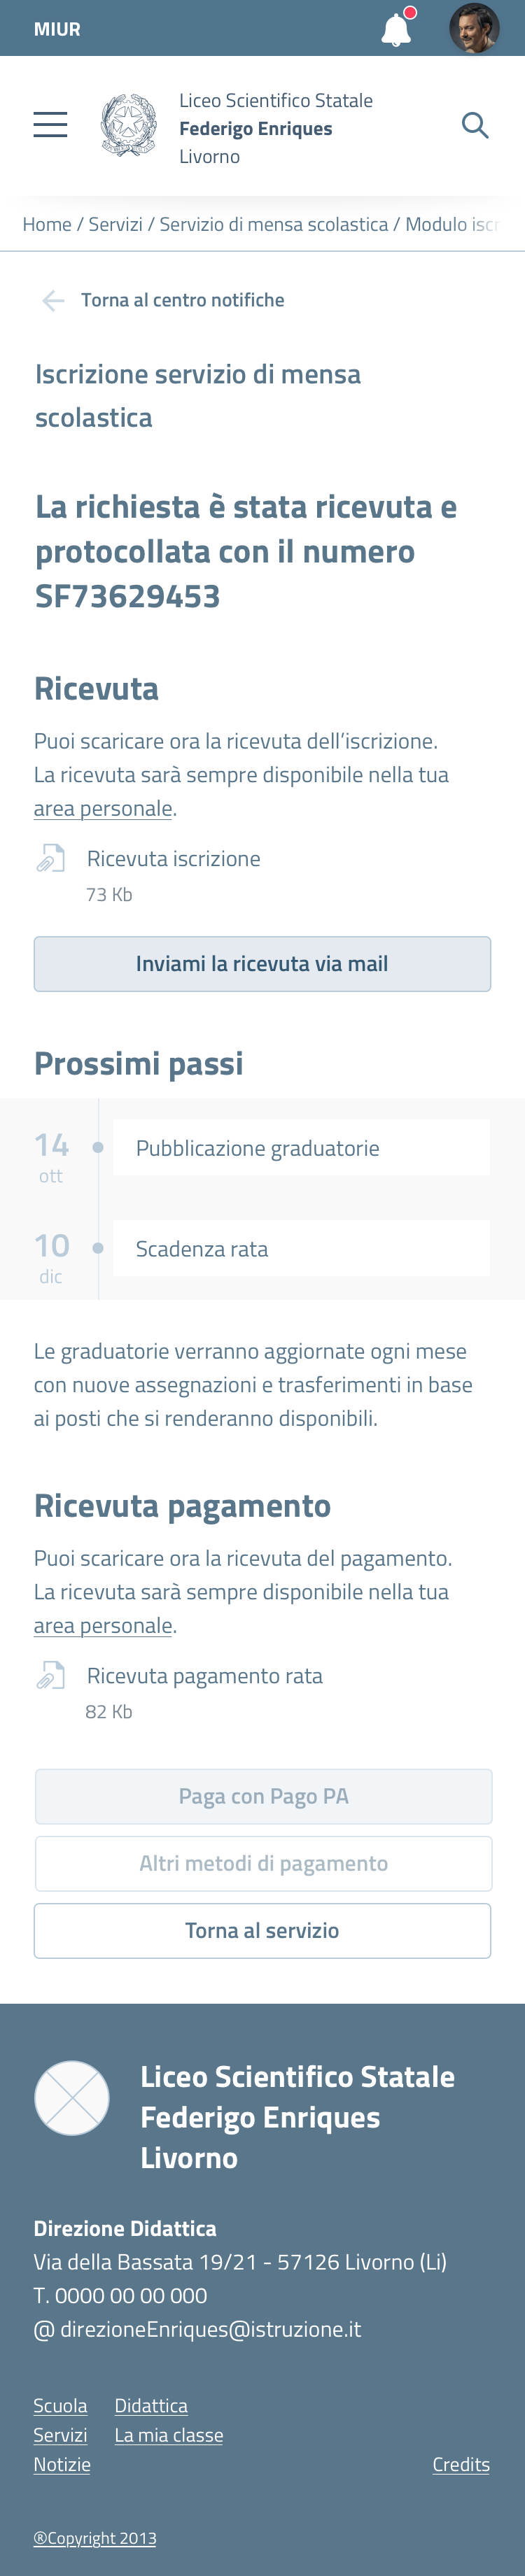 MIUR
Liceo Scientifico Statale
Federigo Enriques
Livorno
Home / Servizi / Servizio di mensa scolastica / Modulo iscr
Torna al centro notifiche
Iscrizione servizio di mensa
scolastica
La richiesta è stata ricevuta e
protocollata con il numero
SF73629453
Ricevuta
Puoi scaricare ora la ricevuta dell’iscrizione.
La ricevuta sarà sempre disponibile nella tua
area personale.
Ricevuta iscrizione
73 Kb
Inviami la ricevuta via mail
Prossimi passi
14
ott
Pubblicazione graduatorie
10
dic
Scadenza rata
Le graduatorie verranno aggiornate ogni mese
con nuove assegnazioni e trasferimenti in base
ai posti che si renderanno disponibili.
Ricevuta pagamento
Puoi scaricare ora la ricevuta del pagamento.
La ricevuta sarà sempre disponibile nella tua
area personale.
Ricevuta pagamento rata
82 Kb
Paga con Pago PA
Altri metodi di pagamento
Torna al servizio
Liceo Scientifico Statale
Federigo Enriques
Livorno
Direzione Didattica
Via della Bassata 19/21 - 57126 Livorno (Li)
T. 0000 00 00 000
@ direzioneEnriques@istruzione.it
Scuola Didattica
Servizi La mia classe
Notizie Credits
®Copyright 2013